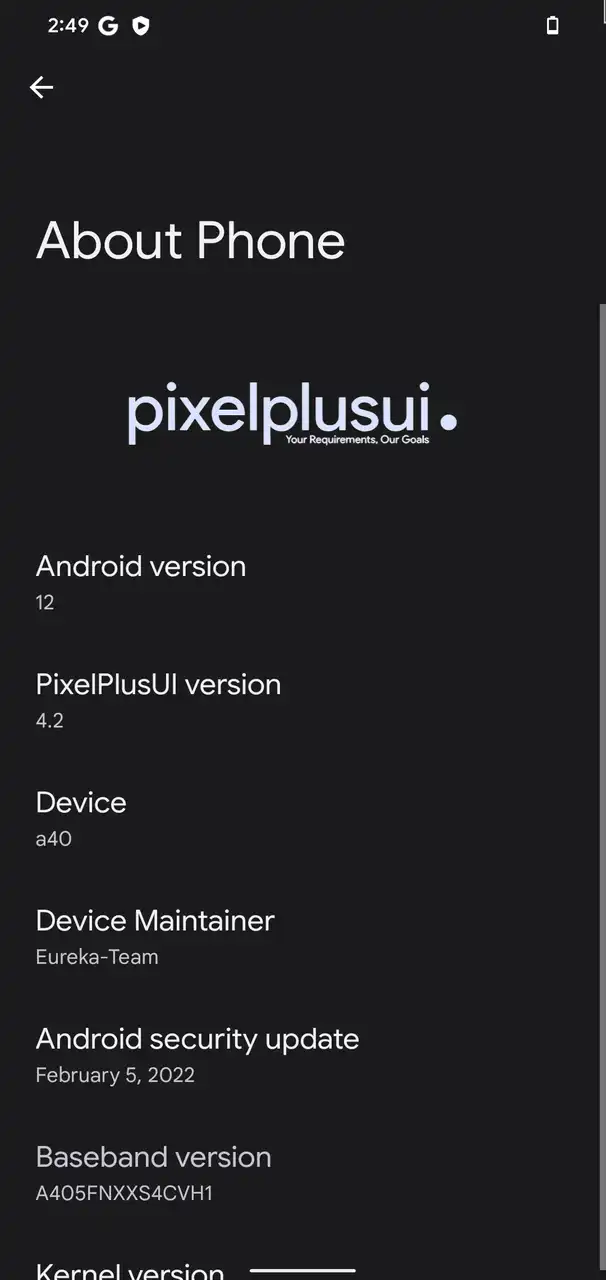 2:49
About Phone
pixelplusui.
Your Requirements, Our Goals
Android version
12
PixelPlusUI version
4.2
Device
a40
Device Maintainer
Eureka-Team
Android security update
February 5, 2022
Baseband version
A405FNXXS4CVH1
Kernel version